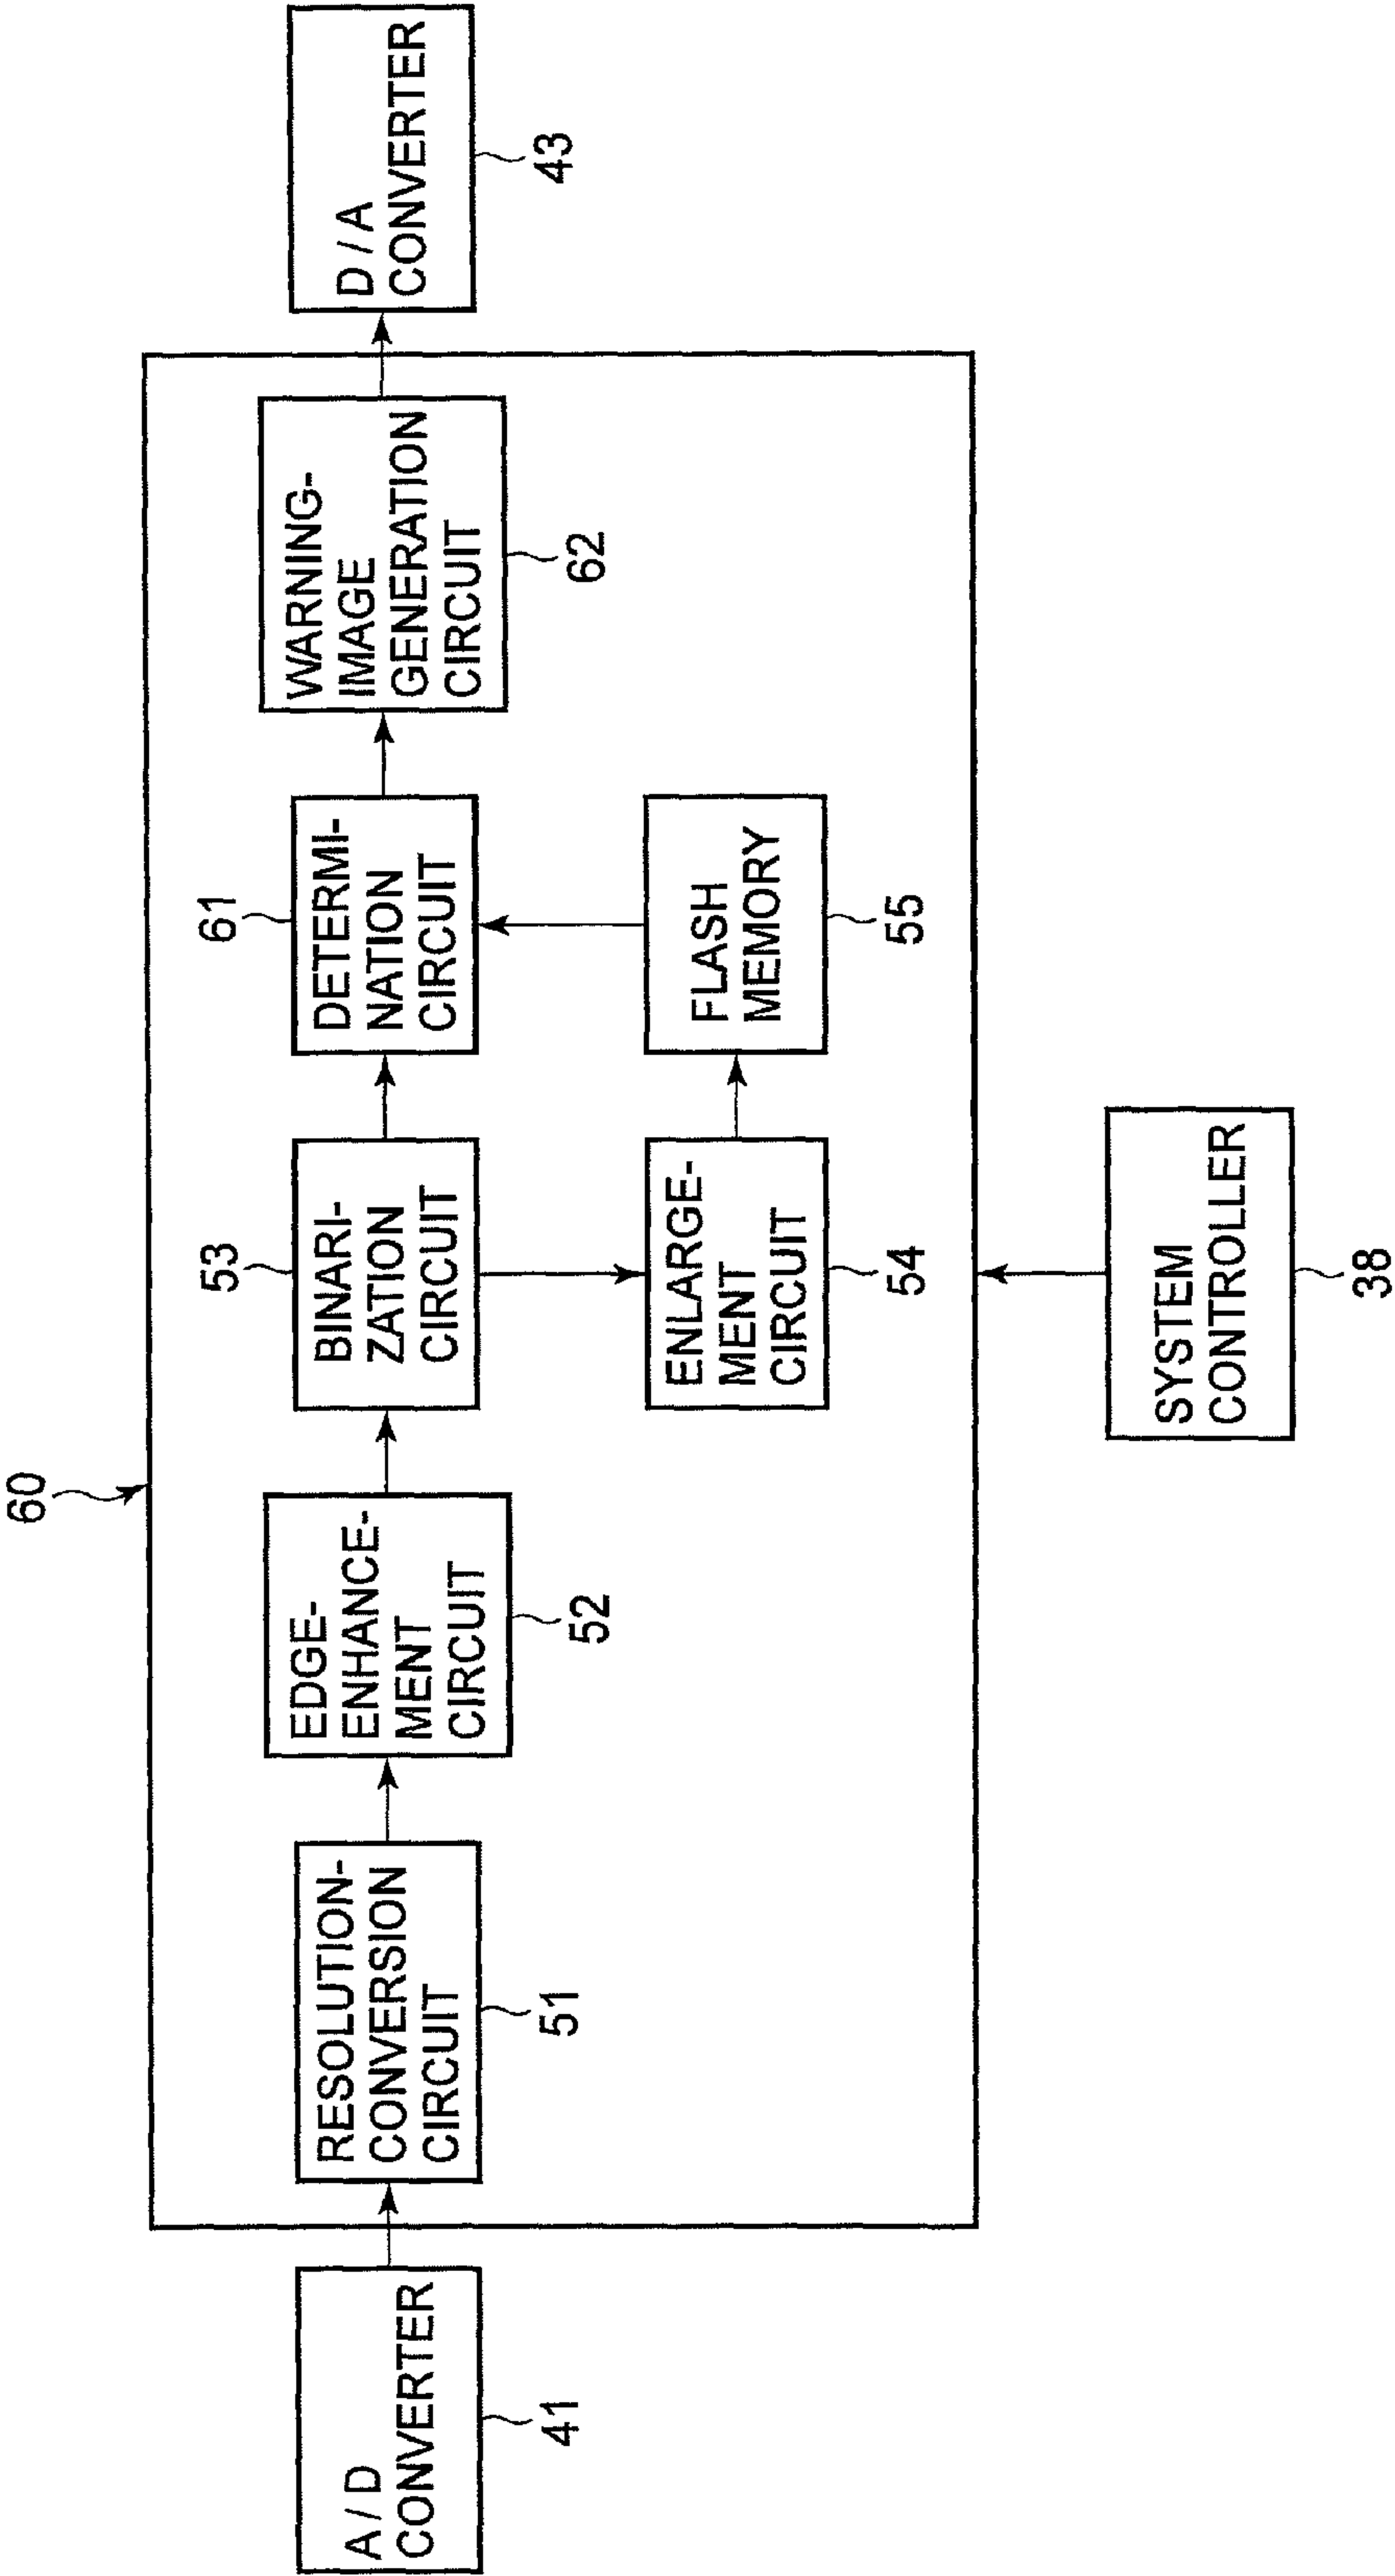 60
A / D
CONVERTER
41
RESOLUTION-
CONVERSION
CIRCUIT
51
EDGE-
ENHANCE-
MENT
CIRCUIT
52
53
BINARI-
ZATION
CIRCUIT
61
DETERMI-
NATION
CIRCUIT
WARNING-
IMAGE
GENERATION
CIRCUIT
62
D / A
CONVERTER
43
ENLARGE-
MENT
CIRCUIT
54
FLASH
MEMORY
55
SYSTEM
CONTROLLER
38